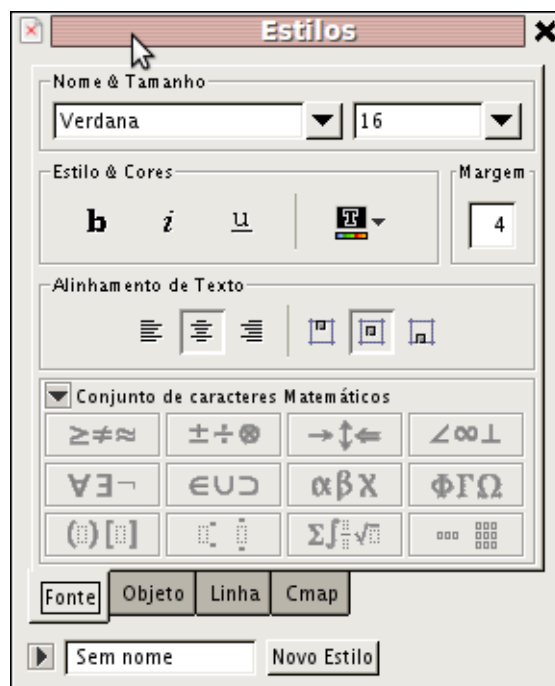 Estilos
Nome & Tamanho
Verdana 16
Estilo & Cores Margem
b i u T 4
Alinhamento de Texto
Conjunto de caracteres Matemáticos
≥≠≈ ±÷⊗ →↕⇐ ∠∞⊥
∀∃¬ ∈∪⊃ αβχ ΦΓΩ
()[] Σ∫√
Fonte Objeto Linha Cmap
Sem nome Novo Estilo